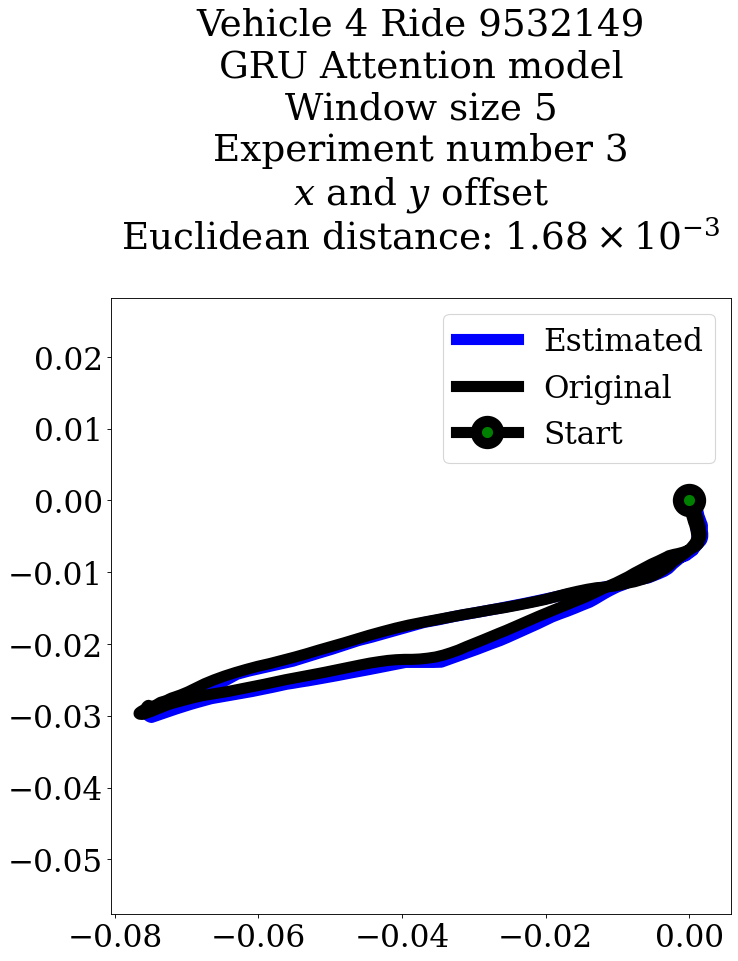 Vehicle 4 Ride 9532149
GRU Attention model
Window size 5
Experiment number 3
x and y offset
Euclidean distance: 1.68 × 10⁻³
Estimated
Original
Start
0.02
0.01
0.00
−0.01
−0.02
−0.03
−0.04
−0.05
−0.08 −0.06 −0.04 −0.02 0.00